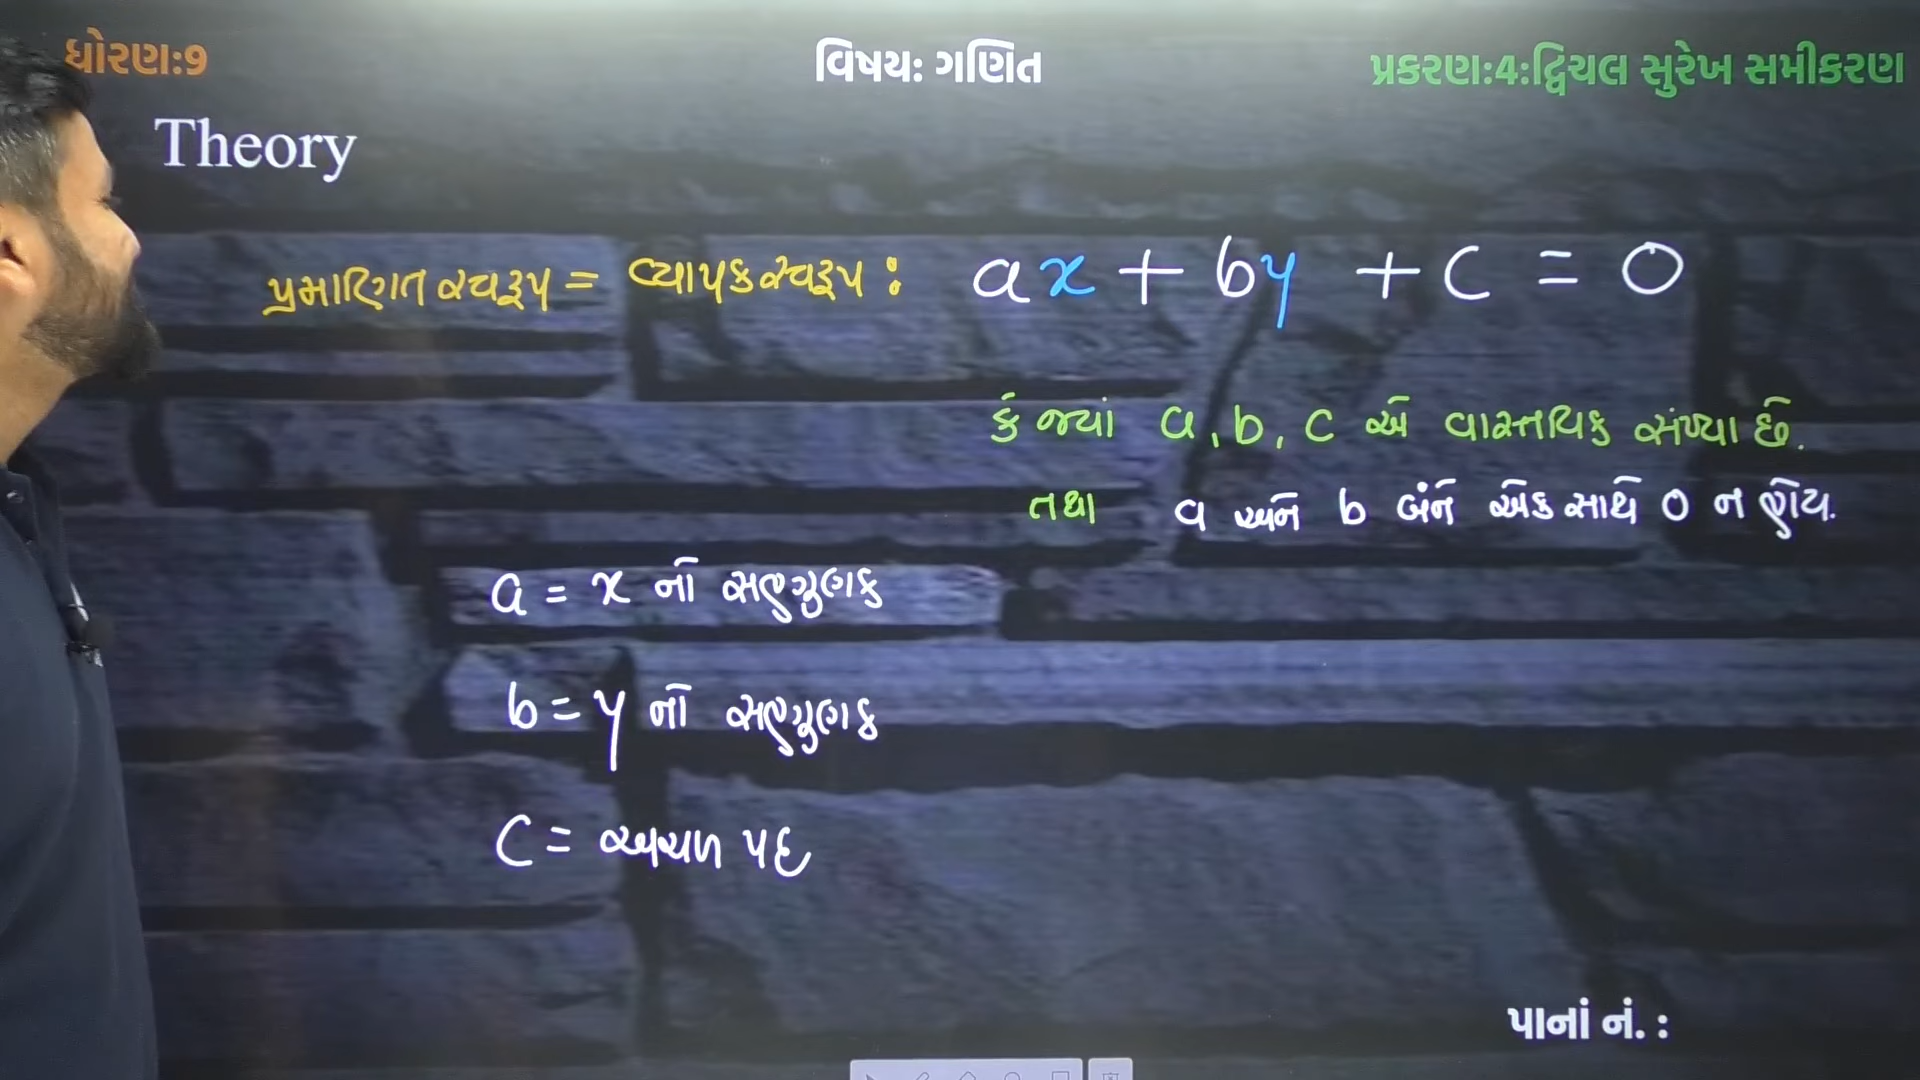 ધોરણ:9
વિષય: ગણિત
પ્રકરણ:4:દ્વિચલ સુરેખ સમીકરણ
Theory
પ્રમાણિત સ્વરૂપ = વ્યાપક સ્વરૂપ : ax + by + c = 0
કે જ્યાં a, b, c એ વાસ્તવિક સંખ્યા છે.
તથા a અને b બંને એક સાથે 0 ન હોય.
a = x નો સહગુણક
b = y નો સહગુણક
c = અચળ પદ
પાનાં નં. :